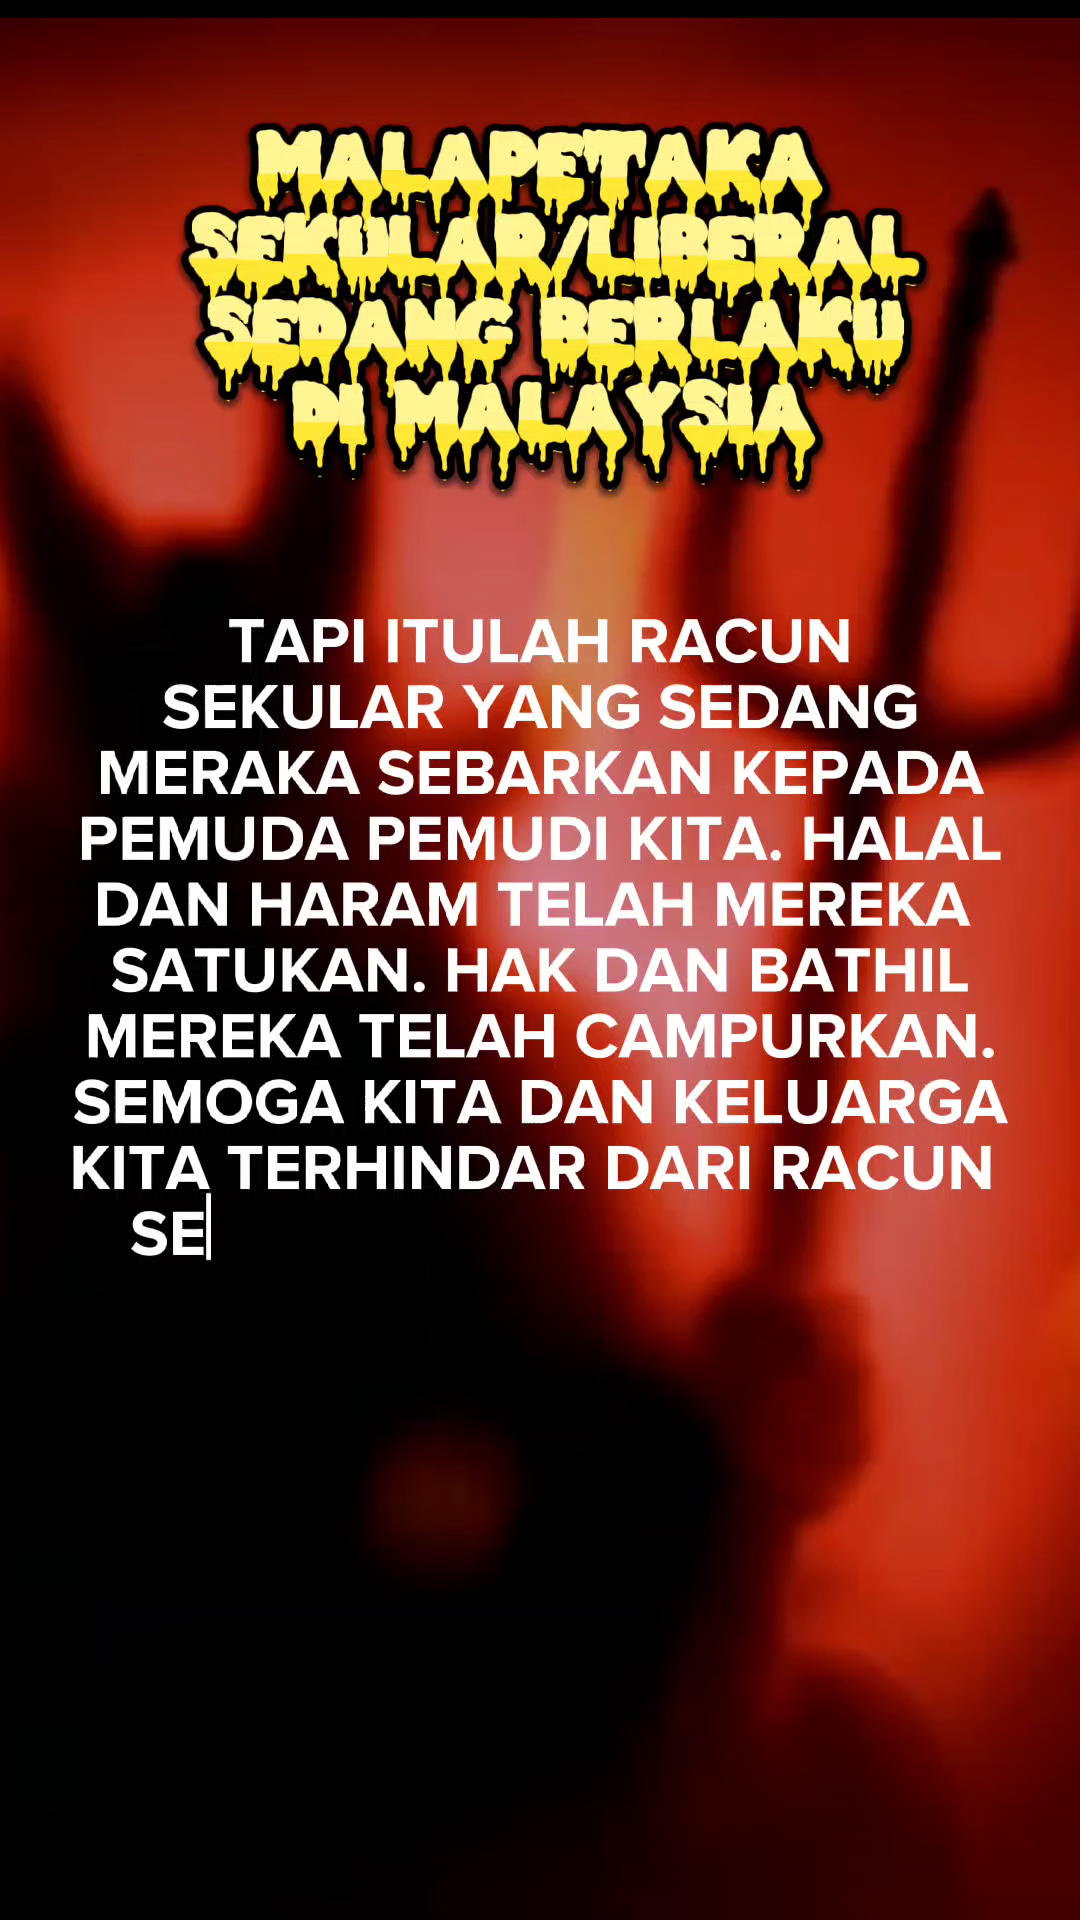 MALAPETAKA
SEKULAR/LIBERAL
SEDANG BERLAKU
DI MALAYSIA
TAPI ITULAH RACUN
SEKULAR YANG SEDANG
MERAKA SEBARKAN KEPADA
PEMUDA PEMUDI KITA. HALAL
DAN HARAM TELAH MEREKA
SATUKAN. HAK DAN BATHIL
MEREKA TELAH CAMPURKAN.
SEMOGA KITA DAN KELUARGA
KITA TERHINDAR DARI RACUN
SE